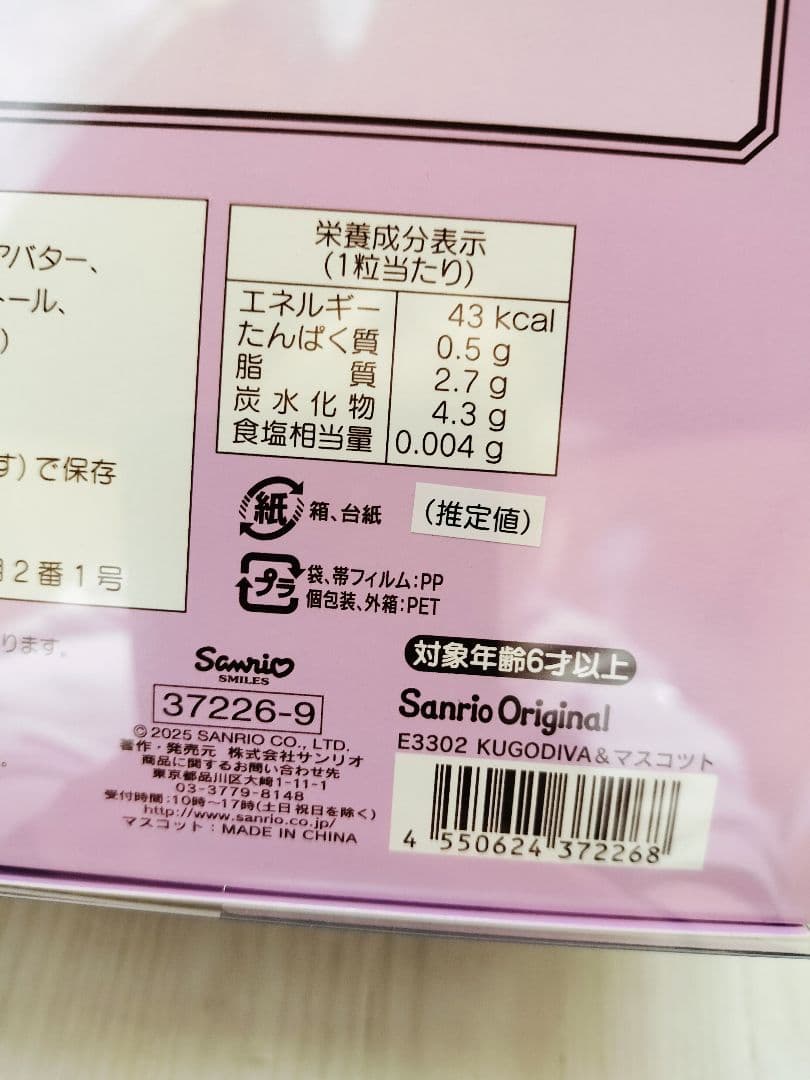 アバター、
トール、
)
す)で保存
2番1号
ります。
栄養成分表示
(1粒当たり)
エネルギー 43 kcal
たんぱく質 0.5 g
脂質 2.7 g
炭水化物 4.3 g
食塩相当量 0.004 g
紙 箱、台紙
(推定値)
プラ 袋、帯フィルム:PP
個包装、外箱:PET
Sanrio
SMILES
37226-9
©2025 SANRIO CO., LTD.
著作・発売元 株式会社サンリオ
商品に関するお問い合わせ先
東京都品川区大崎1-11-1
03-3779-8148
受付時間:10時〜17時(土日祝日を除く)
http://www.sanrio.co.jp/
マスコット:MADE IN CHINA
対象年齢6才以上
Sanrio Original
E3302 KUGODIVA&マスコット
4 550624 372268